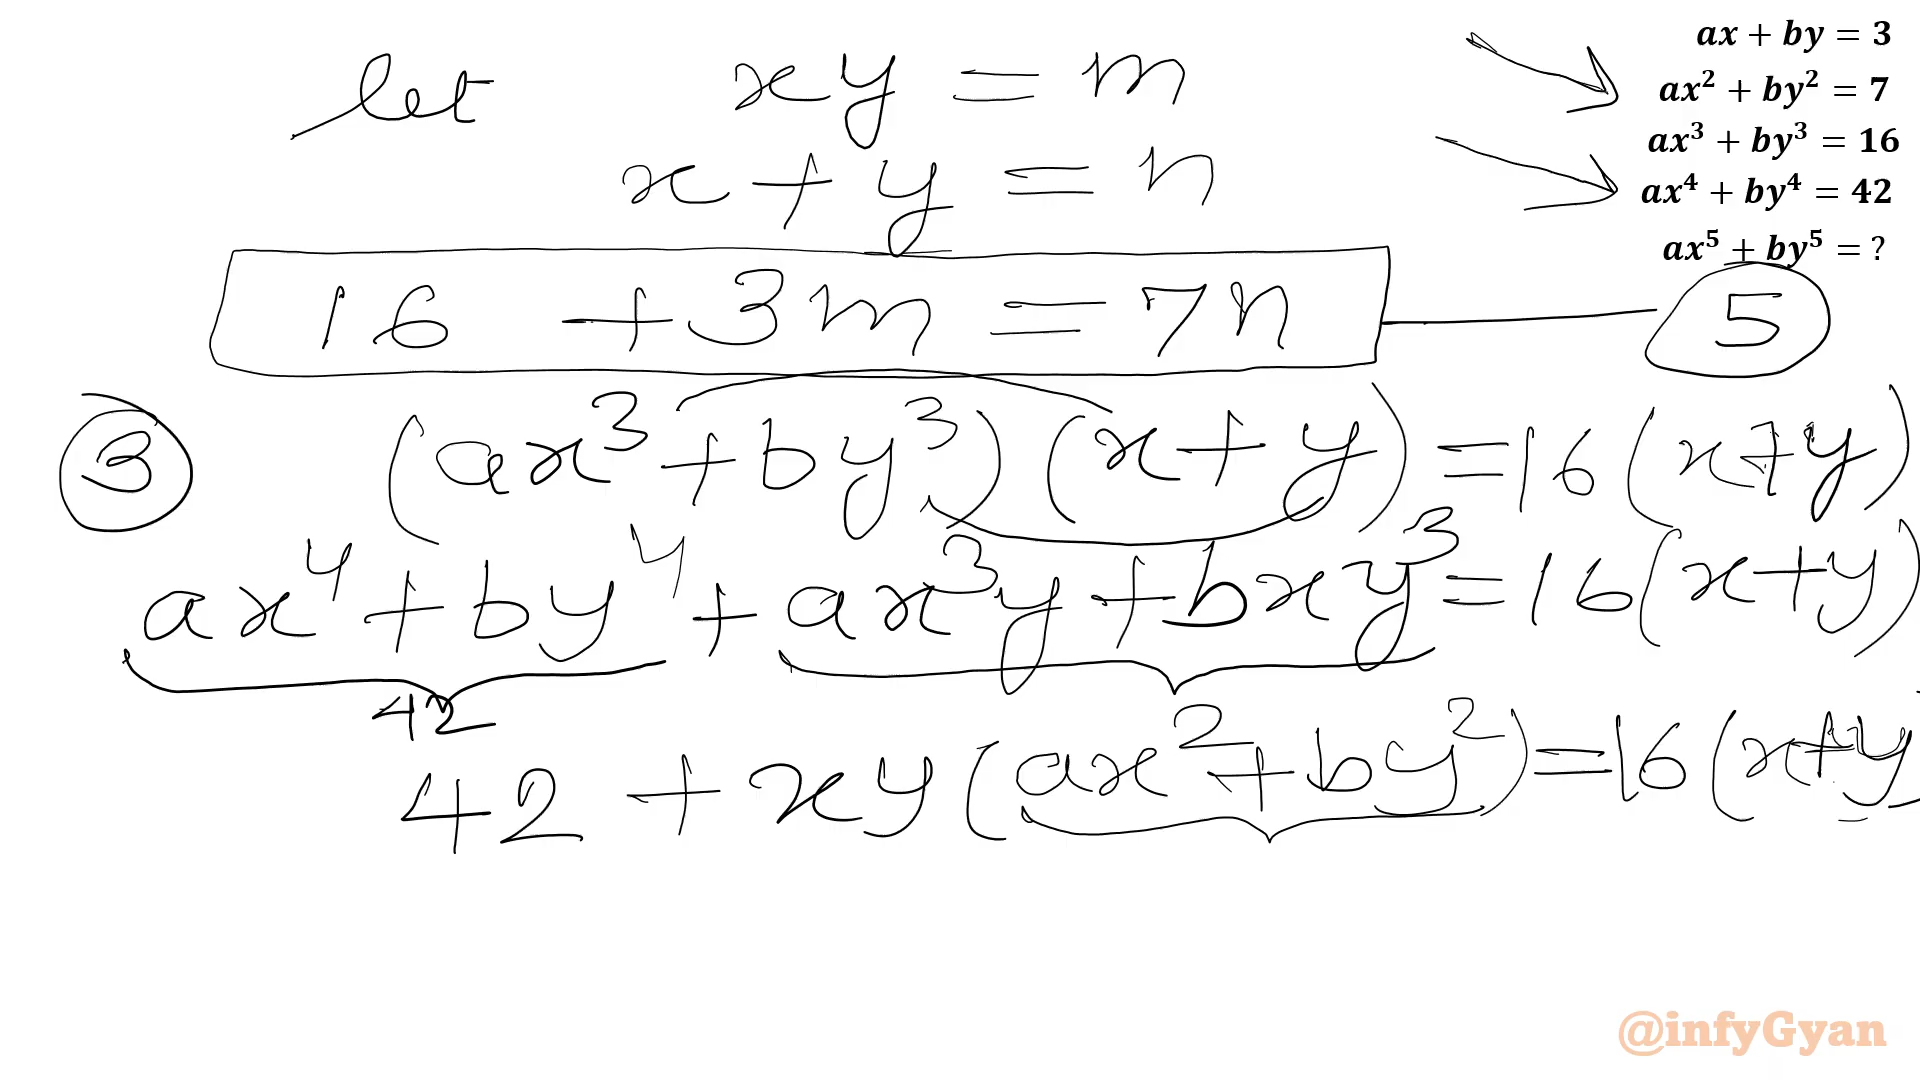 ax + by = 3
ax² + by² = 7
ax³ + by³ = 16
ax⁴ + by⁴ = 42
ax⁵ + by⁵ = ?
let xy = m
x + y = n
16 + 3m = 7n 5
3 (ax³ + by³)(x + y) = 16(x + y)
ax⁴ + by⁴ + ax³y + bxy³ = 16(x + y)
42
42 + xy(ax² + by²) = 16(x + y
@infyGyan